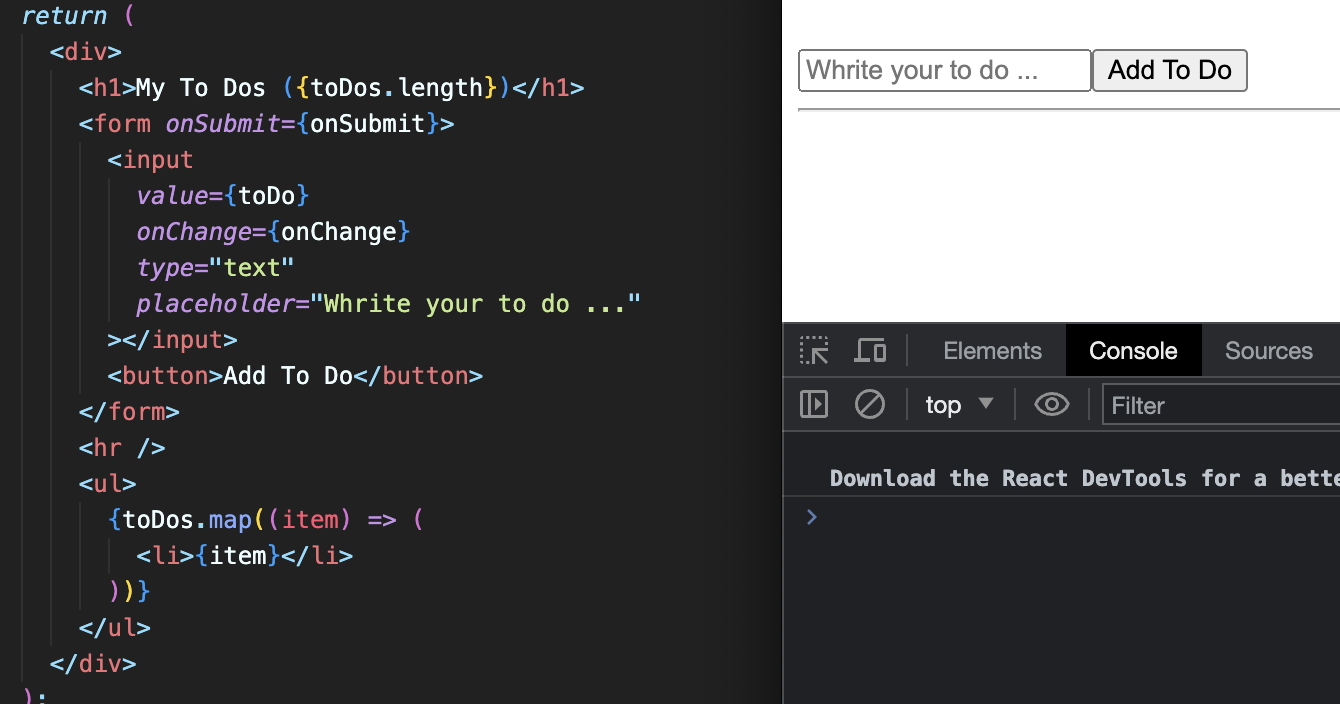 return (
<div>
<h1>My To Dos ({toDos.length})</h1>
<form onSubmit={onSubmit}>
<input
value={toDo}
onChange={onChange}
type="text"
placeholder="Whrite your to do ..."
></input>
<button>Add To Do</button>
</form>
<hr />
<ul>
{toDos.map((item) => (
<li>{item}</li>
))}
</ul>
</div>
);
Whrite your to do ... Add To Do
Elements Console Sources
top Filter
Download the React DevTools for a bette